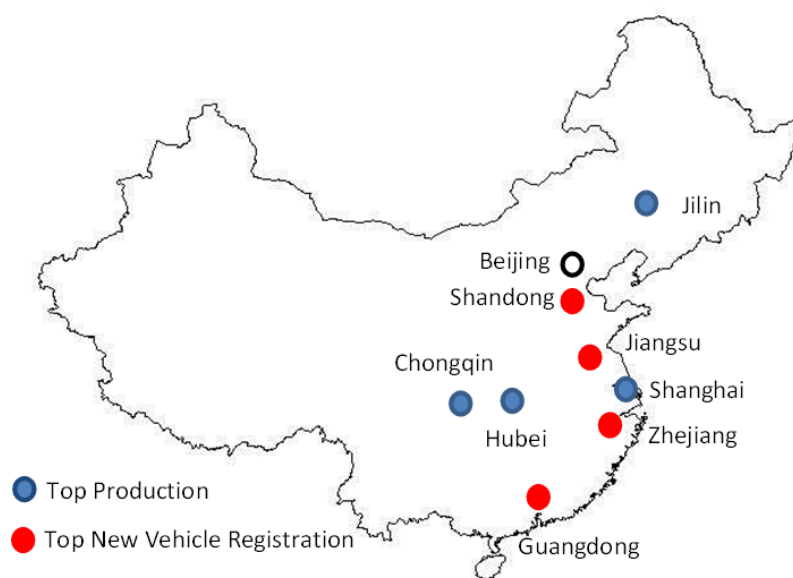 Jilin
Beijing
Shandong
Jiangsu
Chongqin
Shanghai
Hubei
Zhejiang
Top Production
Top New Vehicle Registration
Guangdong